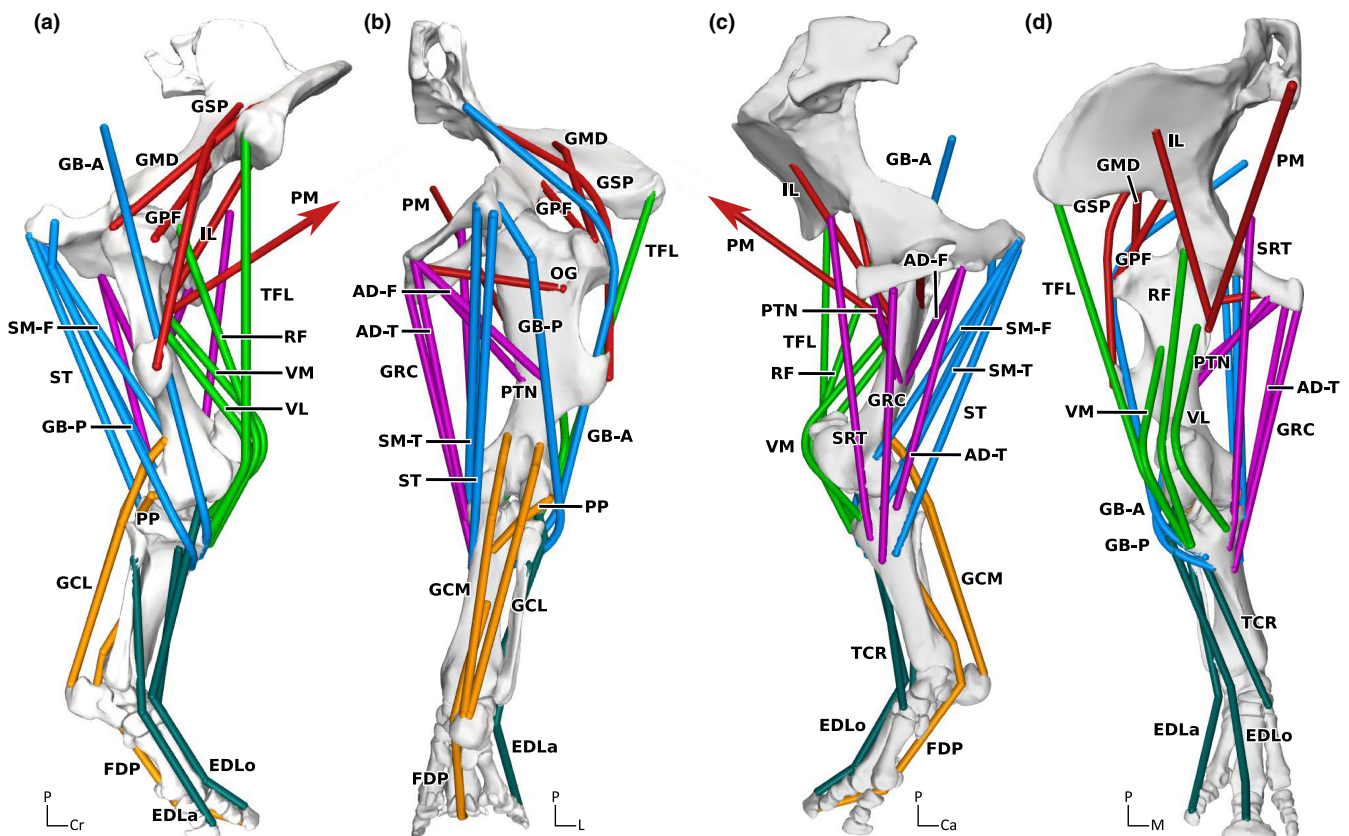 (a)
GSP
GMD
GB-A
PM
GPF
IL
TFL
SM-F
RF
ST
VM
GB-P
VL
PP
GCL
FDP
EDLo
EDLa
P
Cr
(b)
GMD
GSP
PM
GPF
TFL
OG
AD-F
GB-P
AD-T
GRC
PTN
SM-T
GB-A
ST
PP
GCM
GCL
EDLa
FDP
P
L
(c)
GB-A
IL
PM
AD-F
PTN
TFL
SM-F
RF
SM-T
GRC
ST
SRT
VM
AD-T
GCM
TCR
EDLo
FDP
P
Ca
(d)
IL
GMD
PM
GSP
SRT
GPF
TFL
RF
PTN
AD-T
VM
VL
GRC
GB-A
GB-P
TCR
EDLa
EDLo
P
M